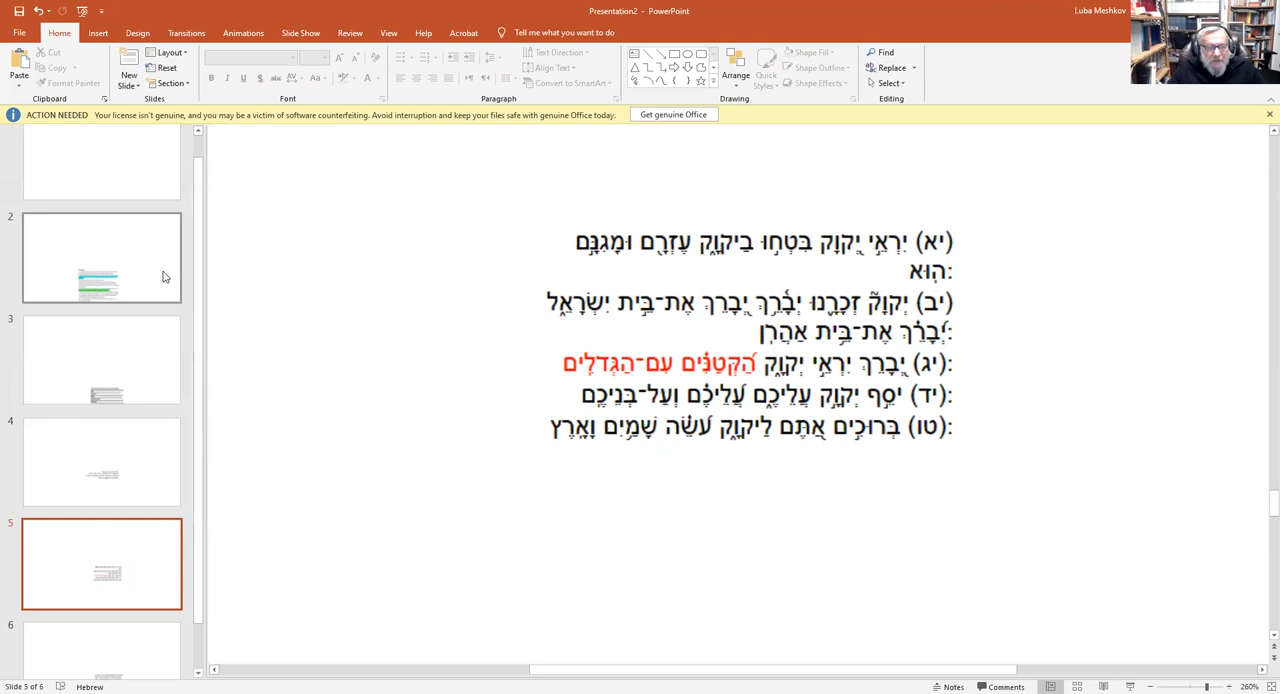 Presentation2 - PowerPoint
Luba Meshkov
File Home Insert Design Transitions Animations Slide Show Review View Help Acrobat Tell me what you want to do
Paste
Cut
Copy
Format Painter
Clipboard
New Slide
Layout
Reset
Section
Slides
B I U S abc AV Aa A
Font
Text Direction
Align Text
Convert to SmartArt
Paragraph
Arrange
Quick Styles
Shape Fill
Shape Outline
Shape Effects
Drawing
Find
Replace
Select
Editing
ACTION NEEDED Your license isn't genuine, and you may be a victim of software counterfeiting. Avoid interruption and keep your files safe with genuine Office today. Get genuine Office
2
3
4
5
6
(יא) יִרְאֵ֣י יְ֭קוָק בִּטְח֣וּ בַיקוָ֑ק עֶזְרָ֖ם וּמָגִנָּ֣ם
הֽוּא:
(יב) יְקוָק֮ זְכָרָ֪נוּ יְבָ֫רֵ֥ךְ יְ֭בָרֵךְ אֶת־בֵּ֣ית יִשְׂרָאֵ֑ל
יְ֝בָרֵ֗ךְ אֶת־בֵּ֥ית אַהֲרֹֽן:
(יג) יְ֭בָרֵךְ יִרְאֵ֣י יְקוָ֑ק הַ֝קְּטַנִּ֗ים עִם־הַגְּדֹלִֽים:
(יד) יֹסֵ֣ף יְקוָ֣ק עֲלֵיכֶ֑ם עֲ֝לֵיכֶ֗ם וְעַל־בְּנֵיכֶֽם:
(טו) בְּרוּכִ֣ים אַ֭תֶּם לַיקוָ֑ק עֹ֝שֵׂ֗ה שָׁמַ֥יִם וָאָֽרֶץ:
Slide 5 of 6 Hebrew Notes Comments 260%